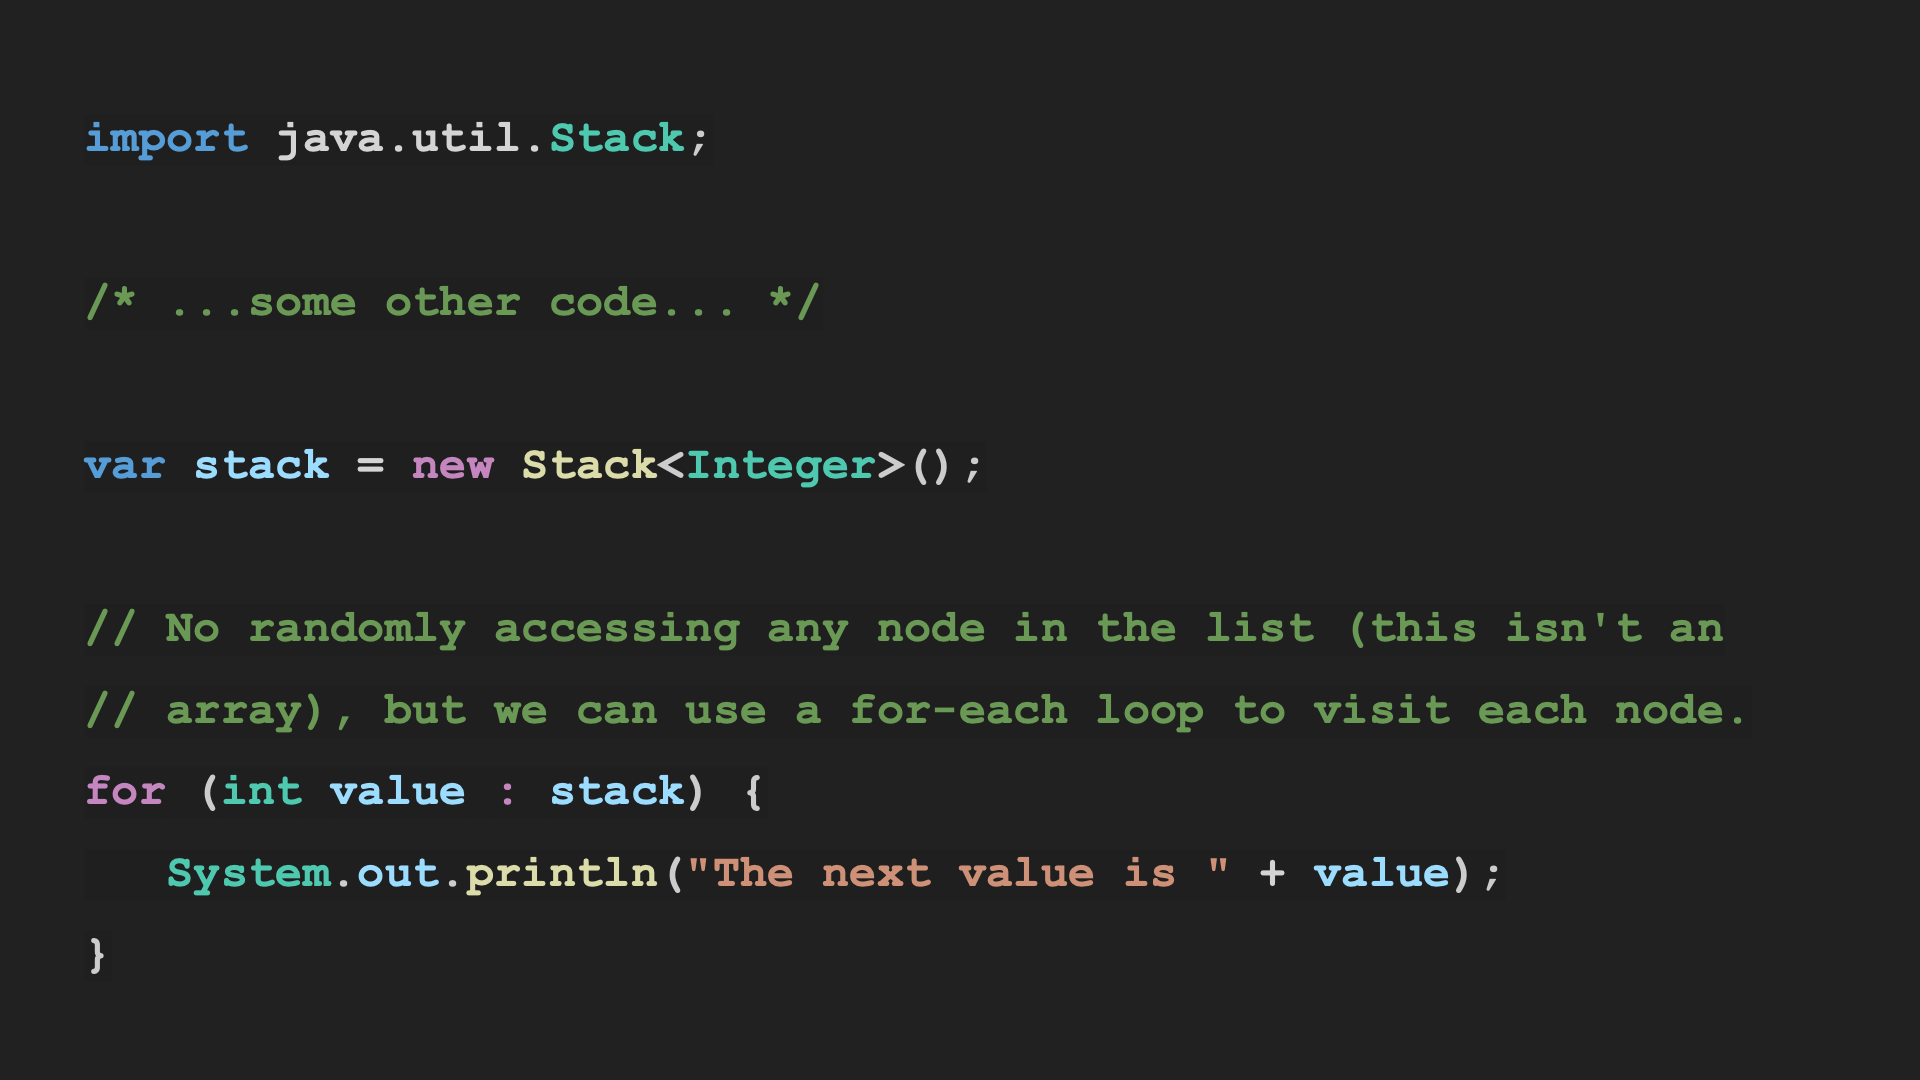 import java.util.Stack;
/* ...some other code... */
var stack = new Stack<Integer>();
// No randomly accessing any node in the list (this isn't an
// array), but we can use a for-each loop to visit each node.
for (int value : stack) {
   System.out.println("The next value is " + value);
}